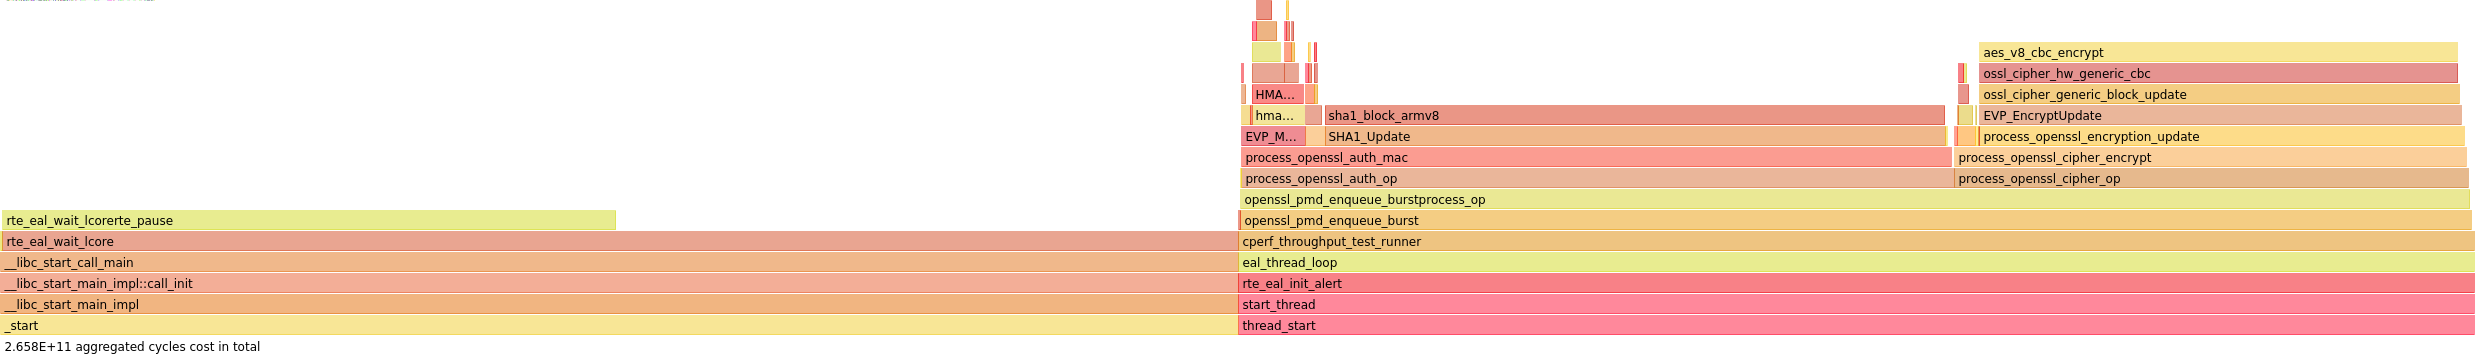 aes_v8_cbc_encrypt
ossl_cipher_hw_generic_cbc
HMA... ossl_cipher_generic_block_update
hma... sha1_block_armv8 EVP_EncryptUpdate
EVP_M... SHA1_Update process_openssl_encryption_update
process_openssl_auth_mac process_openssl_cipher_encrypt
process_openssl_auth_op process_openssl_cipher_op
openssl_pmd_enqueue_burstprocess_op
rte_eal_wait_lcorerte_pause openssl_pmd_enqueue_burst
rte_eal_wait_lcore cperf_throughput_test_runner
__libc_start_call_main eal_thread_loop
__libc_start_main_impl::call_init rte_eal_init_alert
__libc_start_main_impl start_thread
_start thread_start
2.658E+11 aggregated cycles cost in total